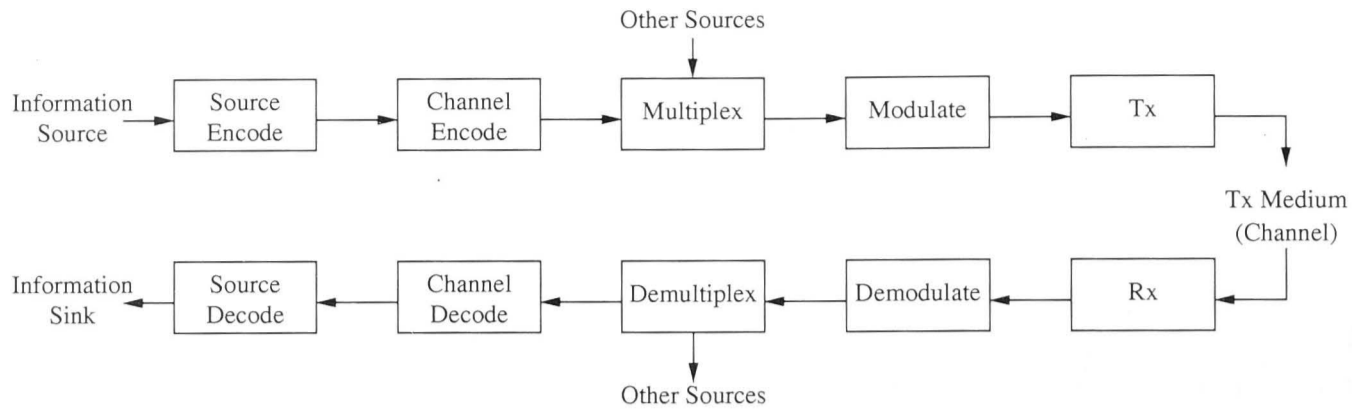 Other Sources
Information
Source
Source
Encode
Channel
Encode
Multiplex
Modulate
Tx
Tx Medium
(Channel)
Information
Sink
Source
Decode
Channel
Decode
Demultiplex
Demodulate
Rx
Other Sources